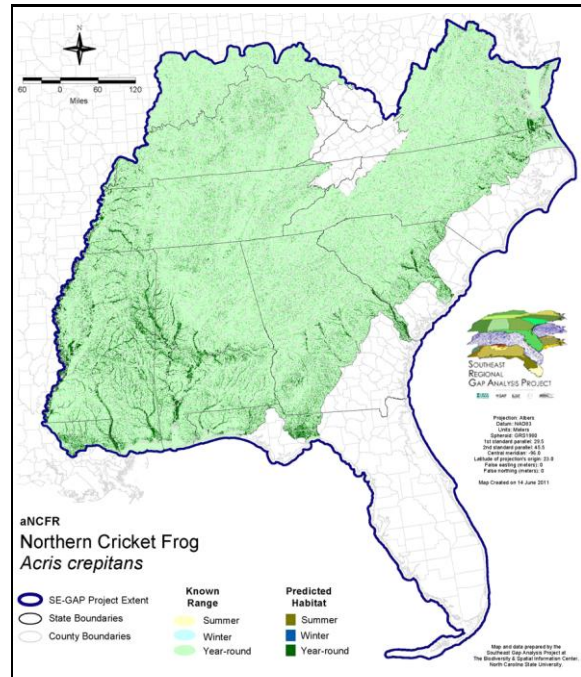 N
60 0 60 120
Miles
SOUTHEAST
REGIONAL
GAP ANALYSIS PROJECT
USGS
Projection: Albers
Datum: NAD83
Units: Meters
Spheroid: GRS1980
1st standard parallel: 29.5
2nd standard parallel: 45.5
Central meridian: -96.0
Latitude of projection's origin: 23.0
False easting (meters): 0
False northing (meters): 0
Map Created on 14 June 2011
aNCFR
Northern Cricket Frog
Acris crepitans
SE-GAP Project Extent
State Boundaries
County Boundaries
Known
Range
Summer
Winter
Year-round
Predicted
Habitat
Summer
Winter
Year-round
Map and data prepared by the
Southeast Gap Analysis Project at
The Biodiversity & Spatial Information Center,
North Carolina State University.